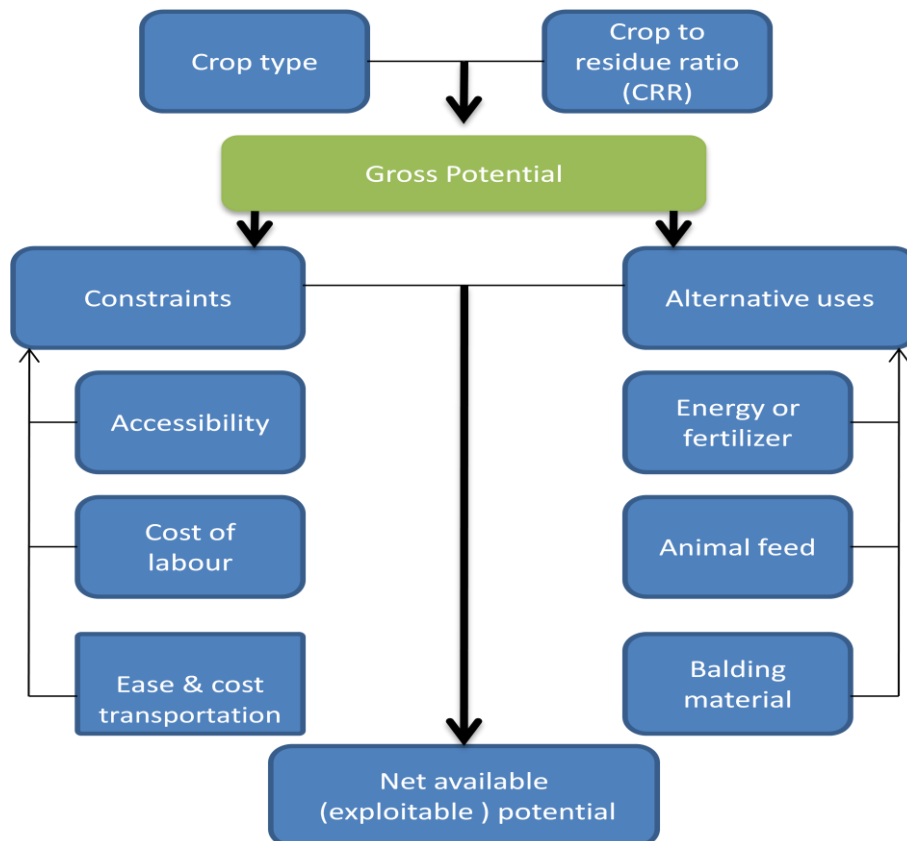 Crop type
Crop to
residue ratio
(CRR)
Gross Potential
Constraints
Alternative uses
Accessibility
Energy or
fertilizer
Cost of
labour
Animal feed
Ease & cost
transportation
Balding
material
Net available
(exploitable ) potential